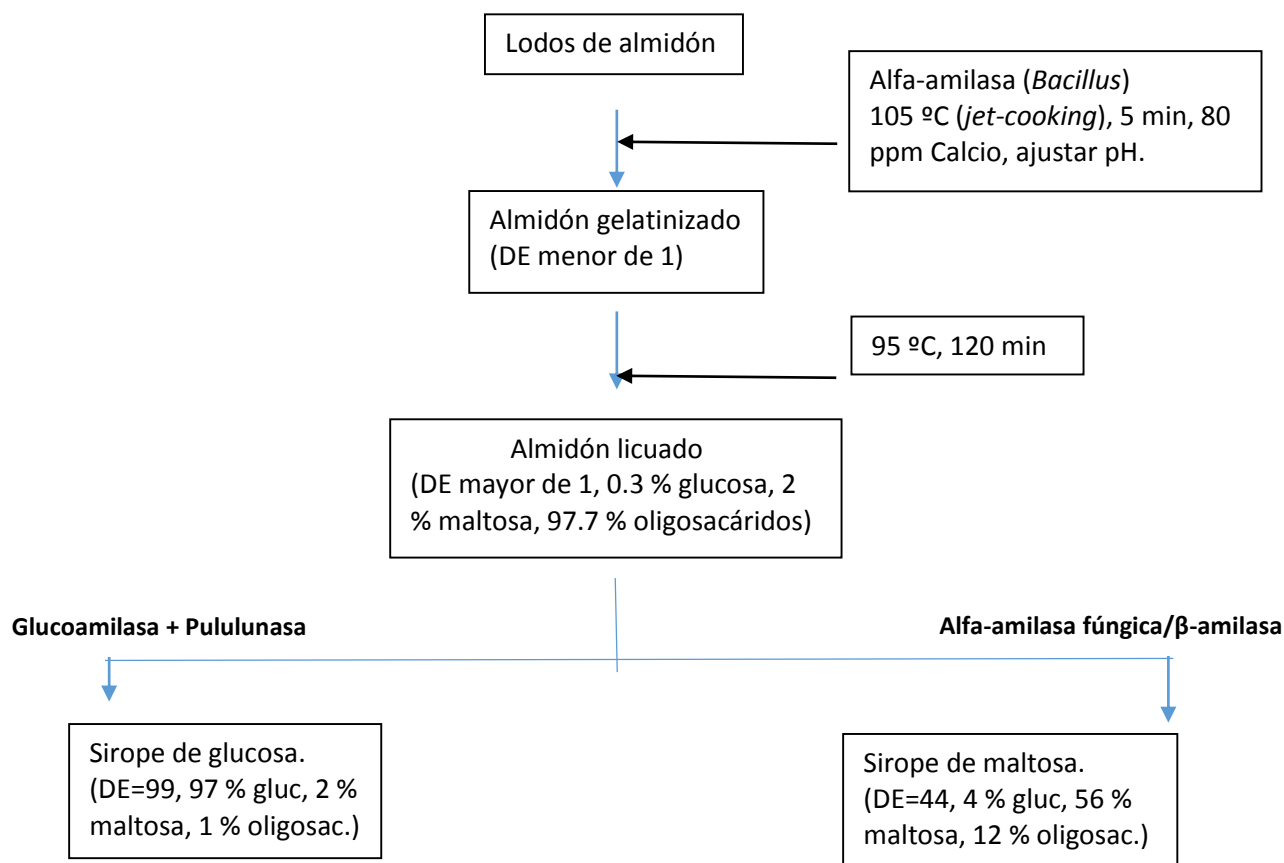 Lodos de almidón
Alfa-amilasa (Bacillus)
105 ºC (jet-cooking), 5 min, 80
ppm Calcio, ajustar pH.
Almidón gelatinizado
(DE menor de 1)
95 ºC, 120 min
Almidón licuado
(DE mayor de 1, 0.3 % glucosa, 2
% maltosa, 97.7 % oligosacáridos)
Glucoamilasa + Pululunasa
Alfa-amilasa fúngica/β-amilasa
Sirope de glucosa.
(DE=99, 97 % gluc, 2 %
maltosa, 1 % oligosac.)
Sirope de maltosa.
(DE=44, 4 % gluc, 56 %
maltosa, 12 % oligosac.)